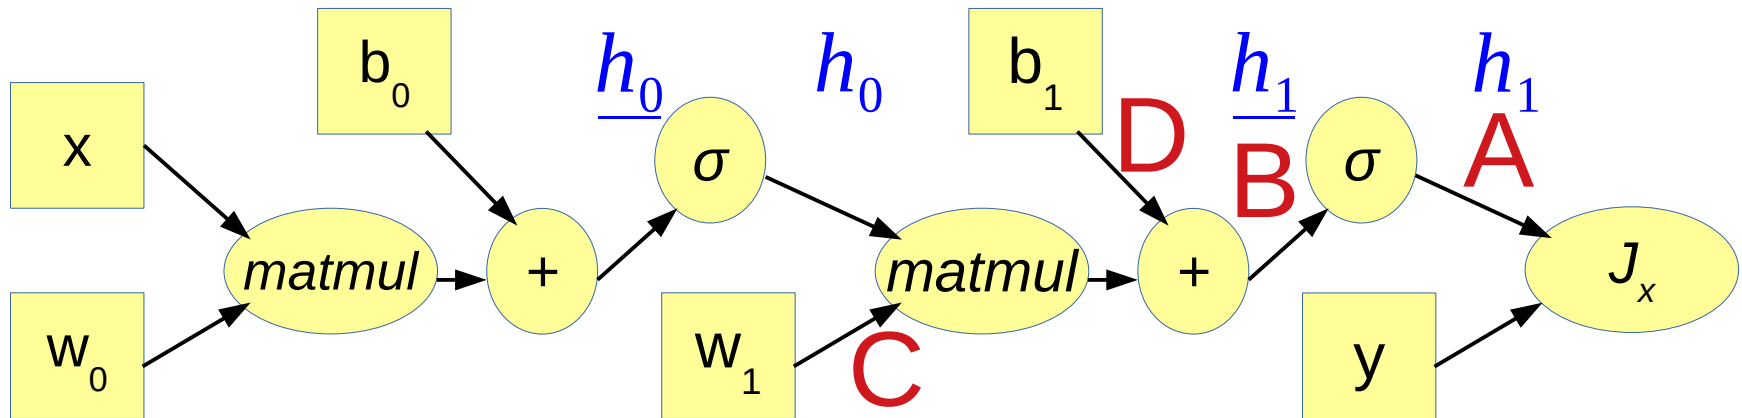 b₀
h₀
h₀
b₁
h₁
h₁
x
σ
D
B
σ
A
matmul
+
matmul
+
Jₓ
w₀
w₁
C
y